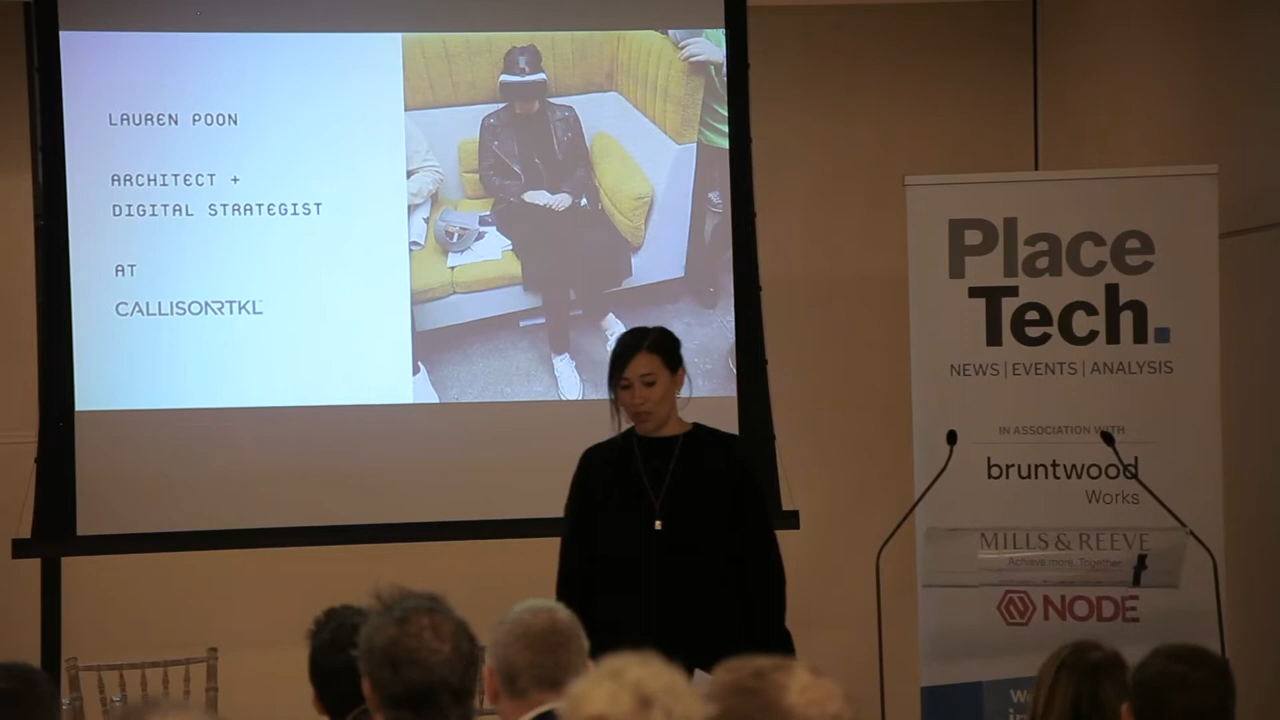 LAUREN POON
ARCHITECT +
DIGITAL STRATEGIST
AT
CALLISONRTKL
Place
Tech.
NEWS | EVENTS | ANALYSIS
IN ASSOCIATION WITH
bruntwood
Works
MILLS & REEVE
Achieve more. Together.
NODE